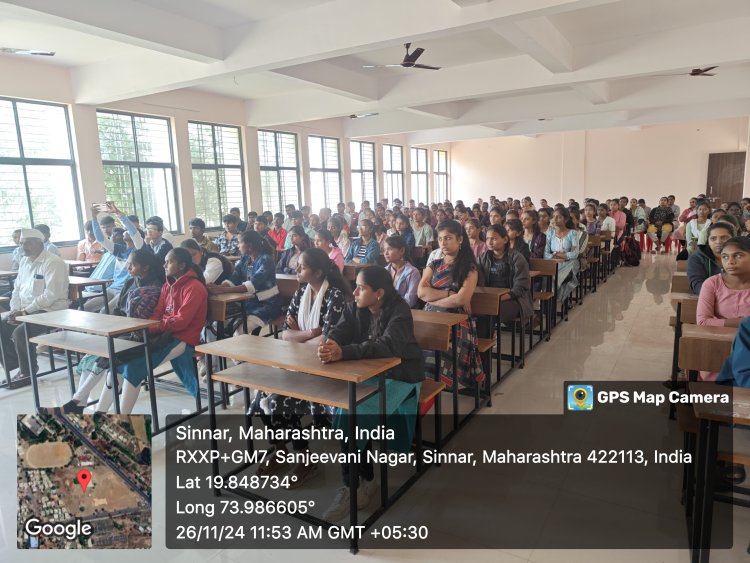 GPS Map Camera
Sinnar, Maharashtra, India
RXXP+GM7, Sanjeevani Nagar, Sinnar, Maharashtra 422113, India
Lat 19.848734°
Long 73.986605°
26/11/24 11:53 AM GMT +05:30
Google